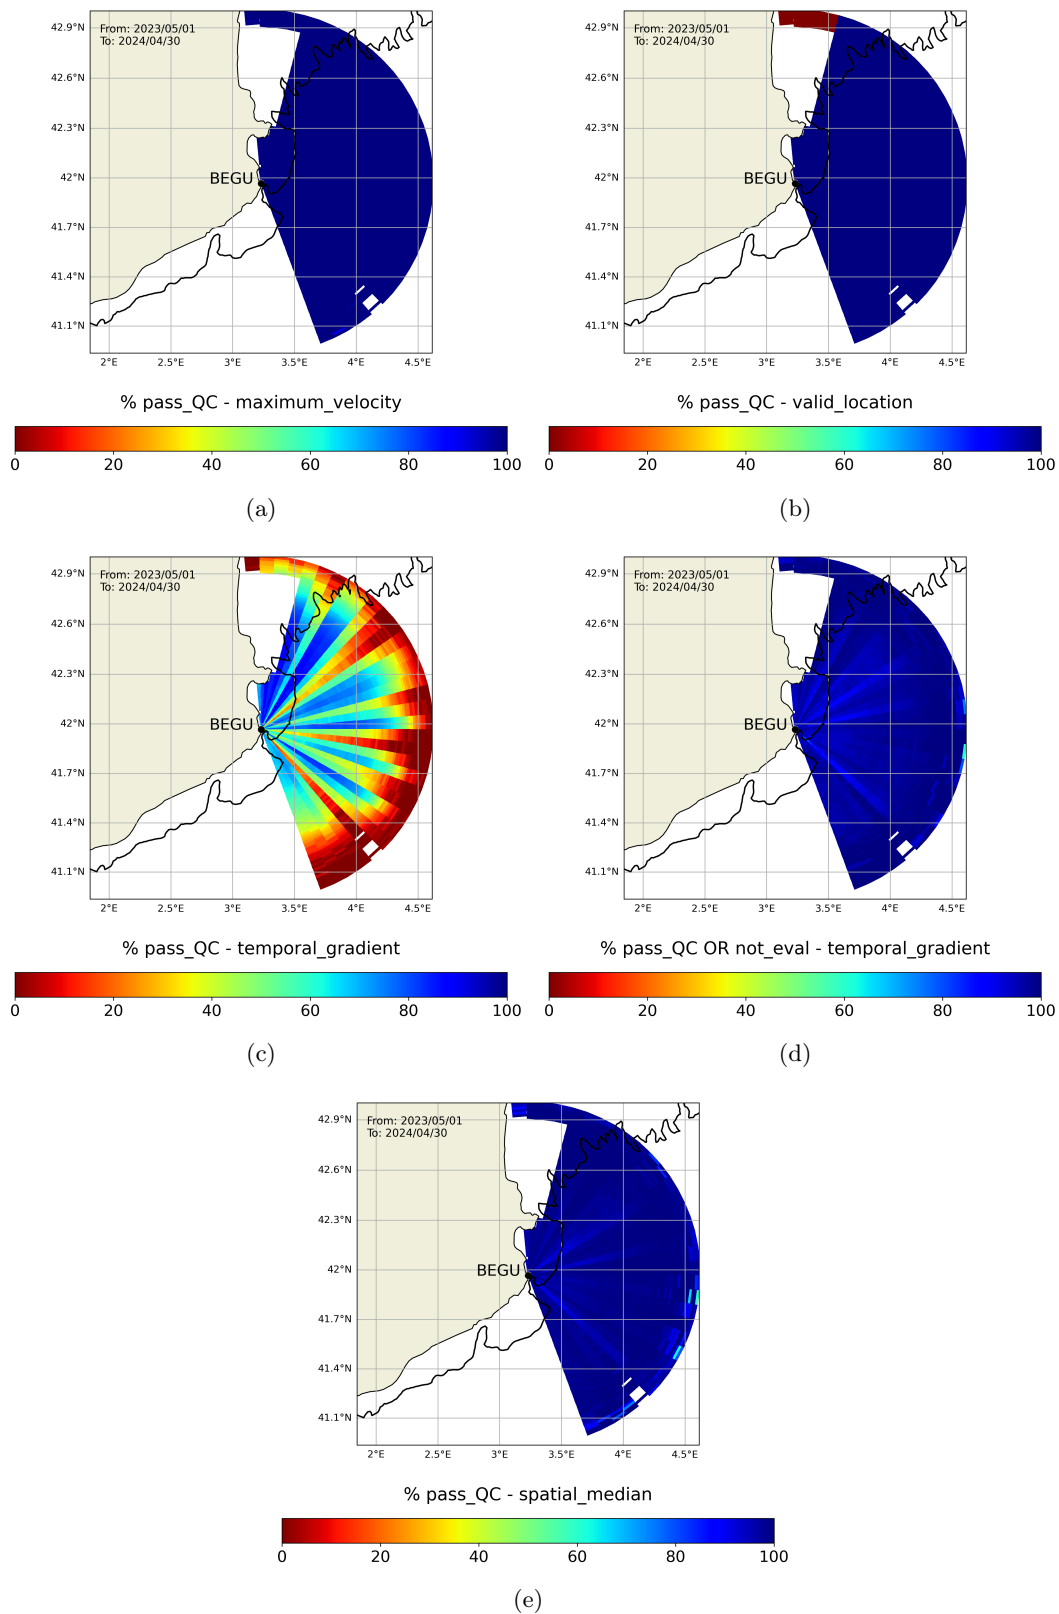 From: 2023/05/01
To: 2024/04/30
42.9°N
42.6°N
42.3°N
42°N
41.7°N
41.4°N
41.1°N
BEGU
2°E 2.5°E 3°E 3.5°E 4°E 4.5°E
% pass_QC - maximum_velocity
0 20 40 60 80 100
(a)
From: 2023/05/01
To: 2024/04/30
42.9°N
42.6°N
42.3°N
42°N
41.7°N
41.4°N
41.1°N
BEGU
2°E 2.5°E 3°E 3.5°E 4°E 4.5°E
% pass_QC - valid_location
0 20 40 60 80 100
(b)
From: 2023/05/01
To: 2024/04/30
42.9°N
42.6°N
42.3°N
42°N
41.7°N
41.4°N
41.1°N
BEGU
2°E 2.5°E 3°E 3.5°E 4°E 4.5°E
% pass_QC - temporal_gradient
0 20 40 60 80 100
(c)
From: 2023/05/01
To: 2024/04/30
42.9°N
42.6°N
42.3°N
42°N
41.7°N
41.4°N
41.1°N
BEGU
2°E 2.5°E 3°E 3.5°E 4°E 4.5°E
% pass_QC OR not_eval - temporal_gradient
0 20 40 60 80 100
(d)
From: 2023/05/01
To: 2024/04/30
42.9°N
42.6°N
42.3°N
42°N
41.7°N
41.4°N
41.1°N
BEGU
2°E 2.5°E 3°E 3.5°E 4°E 4.5°E
% pass_QC - spatial_median
0 20 40 60 80 100
(e)